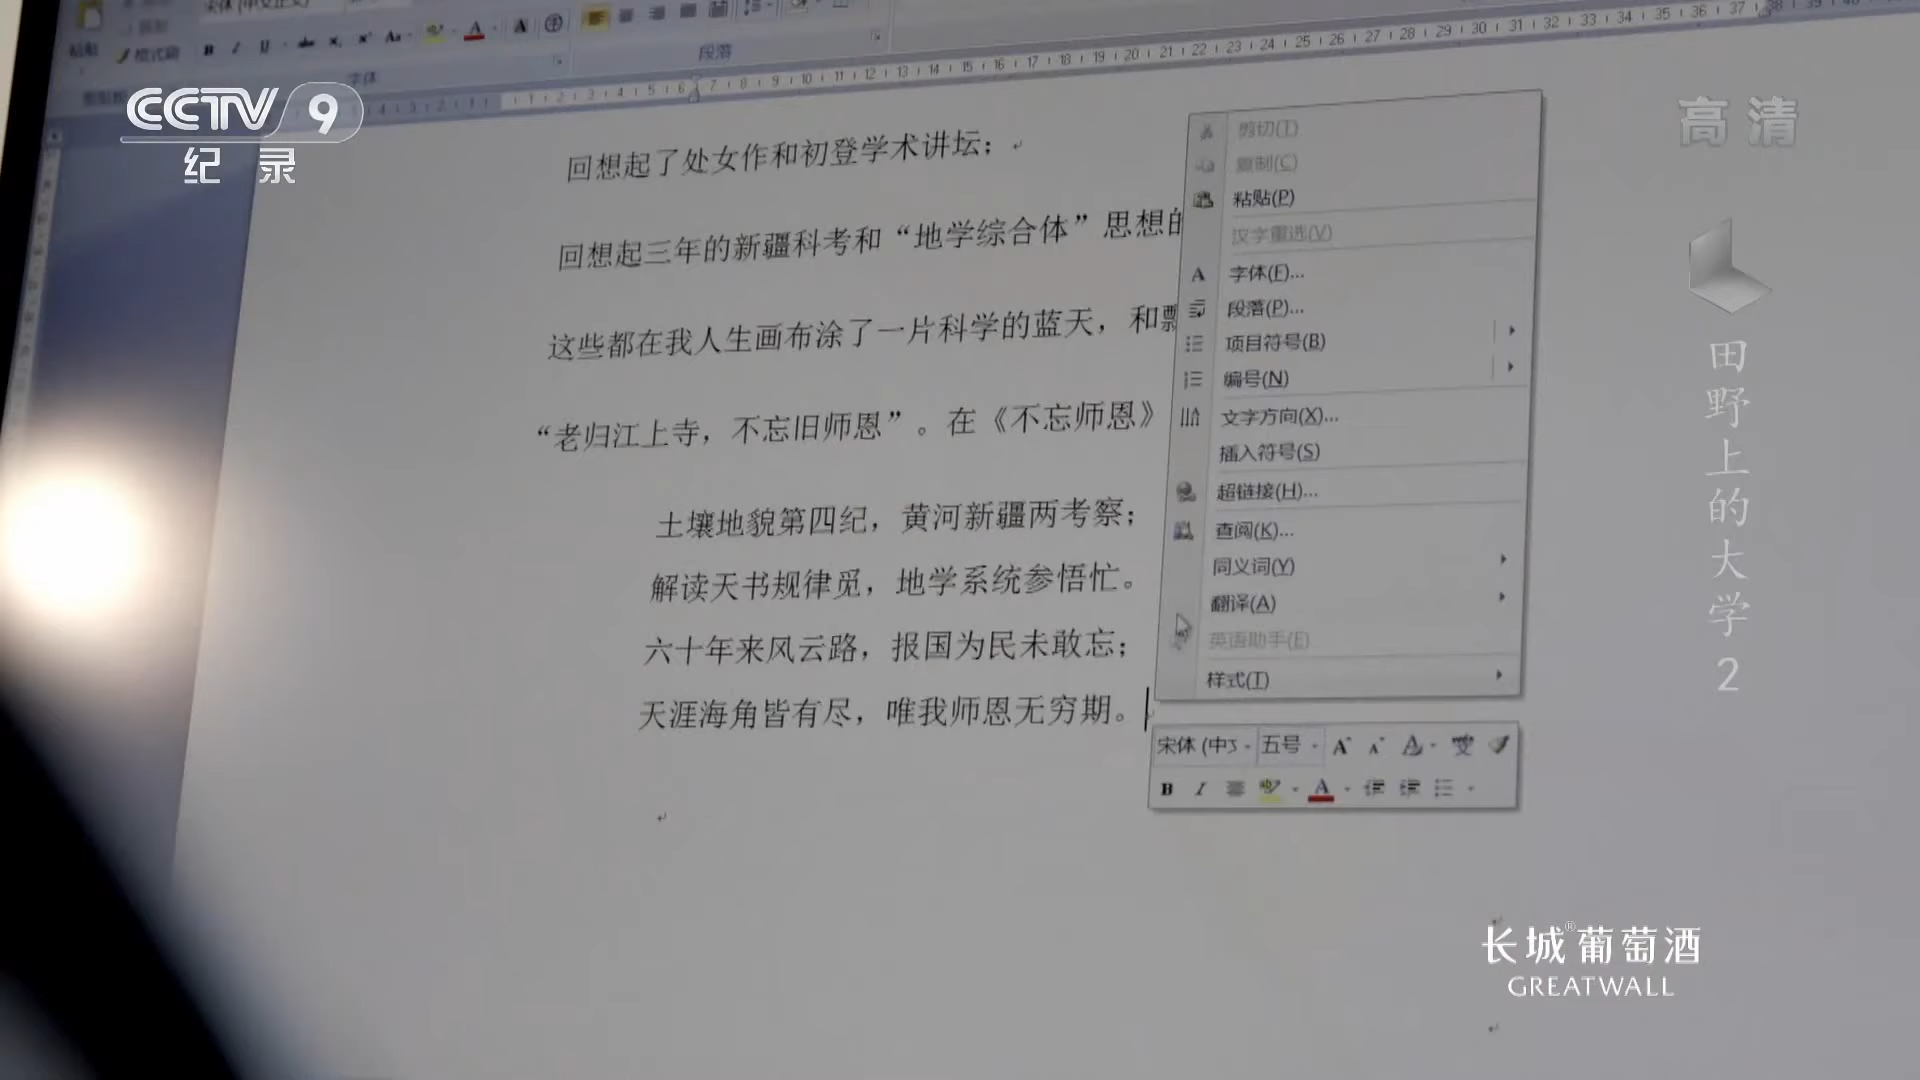 粘贴
格式刷
字体
段落
CCTV 9
纪录
高清
回想起了处女作和初登学术讲坛；
回想起三年的新疆科考和“地学综合体”思想的
这些都在我人生画布涂了一片科学的蓝天，和飘
“老归江上寺，不忘旧师恩”。在《不忘师恩》
土壤地貌第四纪，黄河新疆两考察；
解读天书规律觅，地学系统参悟忙。
六十年来风云路，报国为民未敢忘；
天涯海角皆有尽，唯我师恩无穷期。
剪切(T)
复制(C)
粘贴(P)
汉字重选(V)
字体(F)...
段落(P)...
项目符号(B)
编号(N)
文字方向(X)...
插入符号(S)
超链接(H)...
查阅(K)...
同义词(Y)
翻译(A)
英语助手(E)
样式(T)
宋体 (中文 五号
田野上的大学2
长城®葡萄酒
GREATWALL